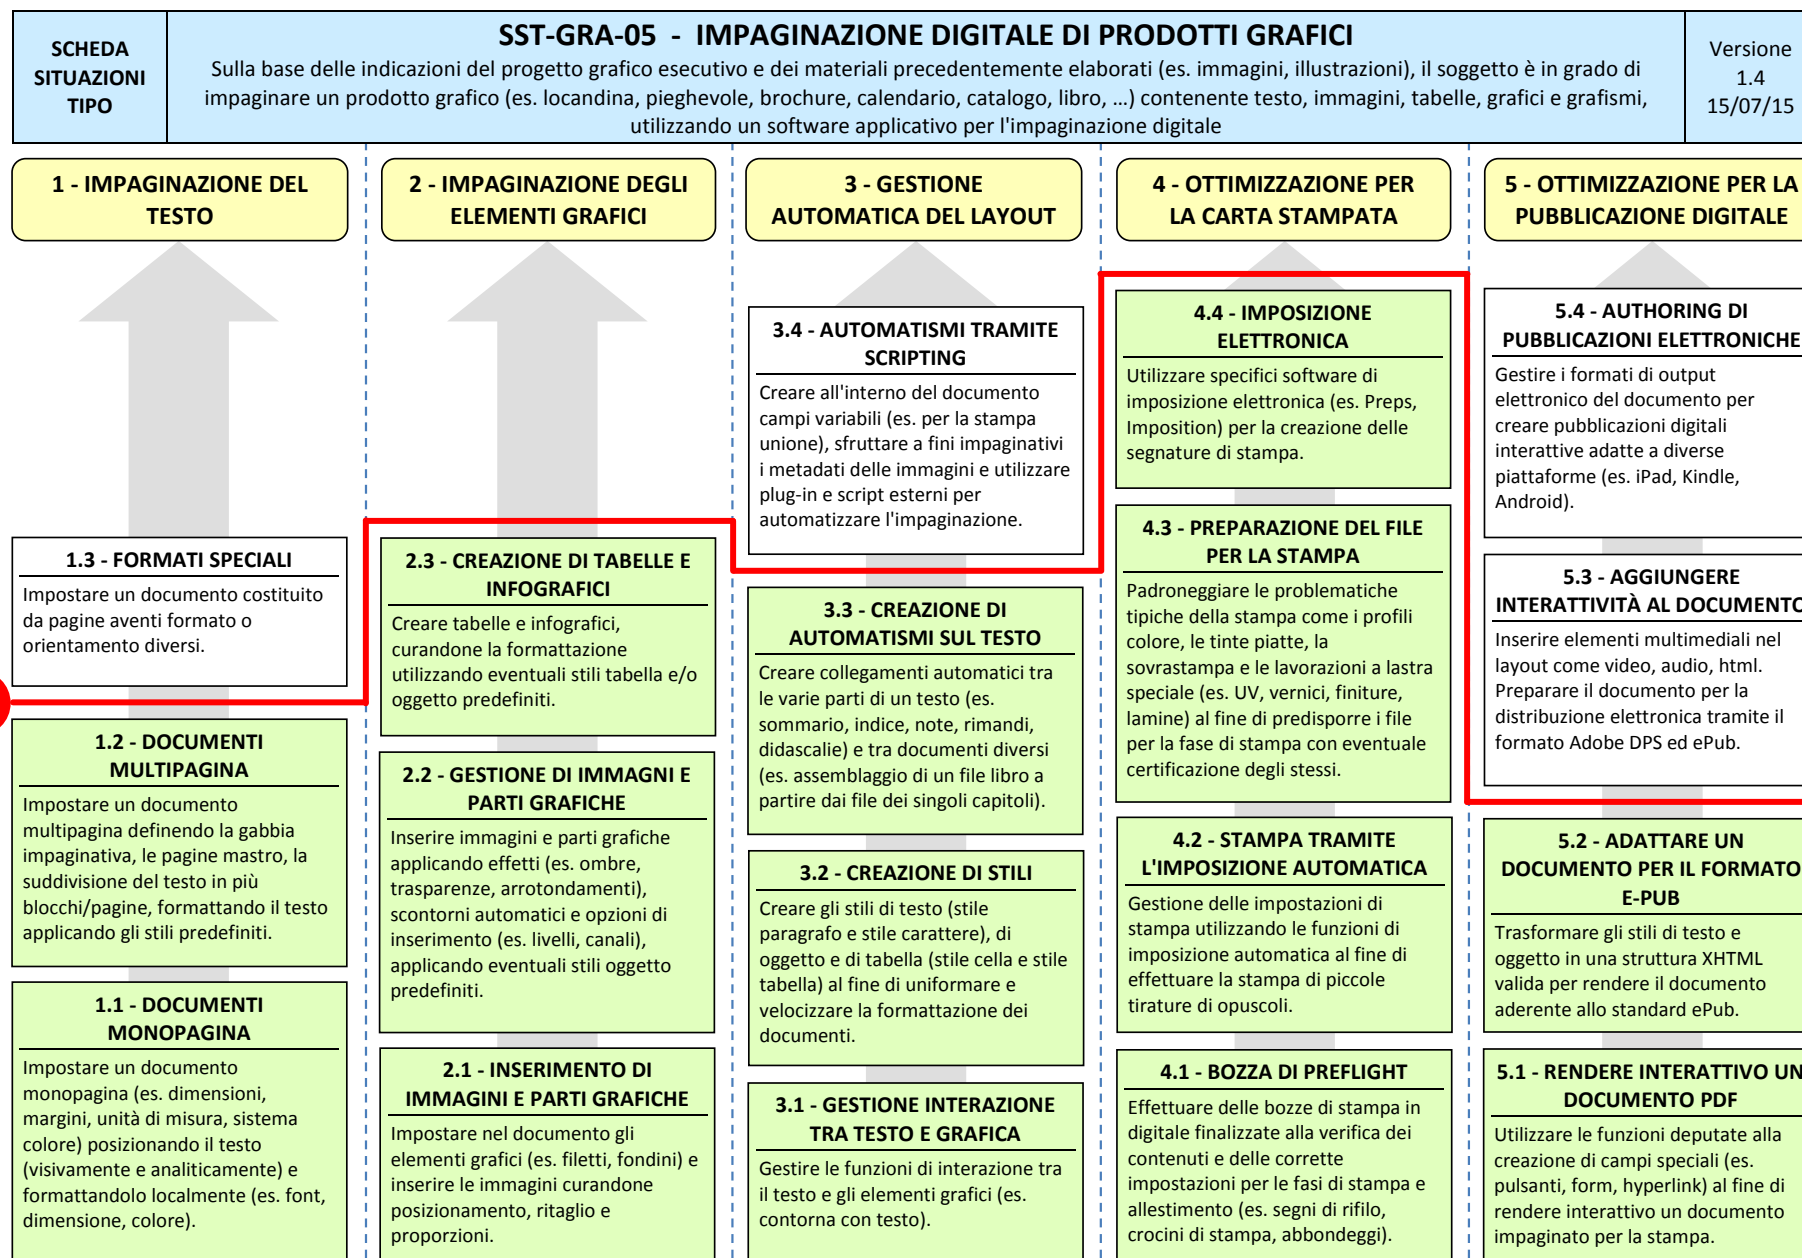 SCHEDA
SITUAZIONI
TIPO
SST-GRA-05 - IMPAGINAZIONE DIGITALE DI PRODOTTI GRAFICI
Sulla base delle indicazioni del progetto grafico esecutivo e dei materiali precedentemente elaborati (es. immagini, illustrazioni), il soggetto è in grado di
impaginare un prodotto grafico (es. locandina, pieghevole, brochure, calendario, catalogo, libro, ...) contenente testo, immagini, tabelle, grafici e grafismi,
utilizzando un software applicativo per l'impaginazione digitale
Versione
1.4
15/07/15
1 - IMPAGINAZIONE DEL
TESTO
1.3 - FORMATI SPECIALI
Impostare un documento costituito
da pagine aventi formato o
orientamento diversi.
1.2 - DOCUMENTI
MULTIPAGINA
Impostare un documento
multipagina definendo la gabbia
impaginativa, le pagine mastro, la
suddivisione del testo in più
blocchi/pagine, formattando il testo
applicando gli stili predefiniti.
1.1 - DOCUMENTI
MONOPAGINA
Impostare un documento
monopagina (es. dimensioni,
margini, unità di misura, sistema
colore) posizionando il testo
(visivamente e analiticamente) e
formattandolo localmente (es. font,
dimensione, colore).
2 - IMPAGINAZIONE DEGLI
ELEMENTI GRAFICI
2.3 - CREAZIONE DI TABELLE E
INFOGRAFICI
Creare tabelle e infografici,
curandone la formattazione
utilizzando eventuali stili tabella e/o
oggetto predefiniti.
2.2 - GESTIONE DI IMMAGNI E
PARTI GRAFICHE
Inserire immagini e parti grafiche
applicando effetti (es. ombre,
trasparenze, arrotondamenti),
scontorni automatici e opzioni di
inserimento (es. livelli, canali),
applicando eventuali stili oggetto
predefiniti.
2.1 - INSERIMENTO DI
IMMAGINI E PARTI GRAFICHE
Impostare nel documento gli
elementi grafici (es. filetti, fondini) e
inserire le immagini curandone
posizionamento, ritaglio e
proporzioni.
3 - GESTIONE
AUTOMATICA DEL LAYOUT
3.4 - AUTOMATISMI TRAMITE
SCRIPTING
Creare all'interno del documento
campi variabili (es. per la stampa
unione), sfruttare a fini impaginativi
i metadati delle immagini e utilizzare
plug-in e script esterni per
automatizzare l'impaginazione.
3.3 - CREAZIONE DI
AUTOMATISMI SUL TESTO
Creare collegamenti automatici tra
le varie parti di un testo (es.
sommario, indice, note, rimandi,
didascalie) e tra documenti diversi
(es. assemblaggio di un file libro a
partire dai file dei singoli capitoli).
3.2 - CREAZIONE DI STILI
Creare gli stili di testo (stile
paragrafo e stile carattere), di
oggetto e di tabella (stile cella e stile
tabella) al fine di uniformare e
velocizzare la formattazione dei
documenti.
3.1 - GESTIONE INTERAZIONE
TRA TESTO E GRAFICA
Gestire le funzioni di interazione tra
il testo e gli elementi grafici (es.
contorna con testo).
4 - OTTIMIZZAZIONE PER
LA CARTA STAMPATA
4.4 - IMPOSIZIONE
ELETTRONICA
Utilizzare specifici software di
imposizione elettronica (es. Preps,
Imposition) per la creazione delle
segnature di stampa.
4.3 - PREPARAZIONE DEL FILE
PER LA STAMPA
Padroneggiare le problematiche
tipiche della stampa come i profili
colore, le tinte piatte, la
sovrastampa e le lavorazioni a lastra
speciale (es. UV, vernici, finiture,
lamine) al fine di predisporre i file
per la fase di stampa con eventuale
certificazione degli stessi.
4.2 - STAMPA TRAMITE
L'IMPOSIZIONE AUTOMATICA
Gestione delle impostazioni di
stampa utilizzando le funzioni di
imposizione automatica al fine di
effettuare la stampa di piccole
tirature di opuscoli.
4.1 - BOZZA DI PREFLIGHT
Effettuare delle bozze di stampa in
digitale finalizzate alla verifica dei
contenuti e delle corrette
impostazioni per le fasi di stampa e
allestimento (es. segni di rifilo,
crocini di stampa, abbondeggi).
5 - OTTIMIZZAZIONE PER LA
PUBBLICAZIONE DIGITALE
5.4 - AUTHORING DI
PUBBLICAZIONI ELETTRONICHE
Gestire i formati di output
elettronico del documento per
creare pubblicazioni digitali
interattive adatte a diverse
piattaforme (es. iPad, Kindle,
Android).
5.3 - AGGIUNGERE
INTERATTIVITÀ AL DOCUMENTO
Inserire elementi multimediali nel
layout come video, audio, html.
Preparare il documento per la
distribuzione elettronica tramite il
formato Adobe DPS ed ePub.
5.2 - ADATTARE UN
DOCUMENTO PER IL FORMATO
E-PUB
Trasformare gli stili di testo e
oggetto in una struttura XHTML
valida per rendere il documento
aderente allo standard ePub.
5.1 - RENDERE INTERATTIVO UN
DOCUMENTO PDF
Utilizzare le funzioni deputate alla
creazione di campi speciali (es.
pulsanti, form, hyperlink) al fine di
rendere interattivo un documento
impaginato per la stampa.